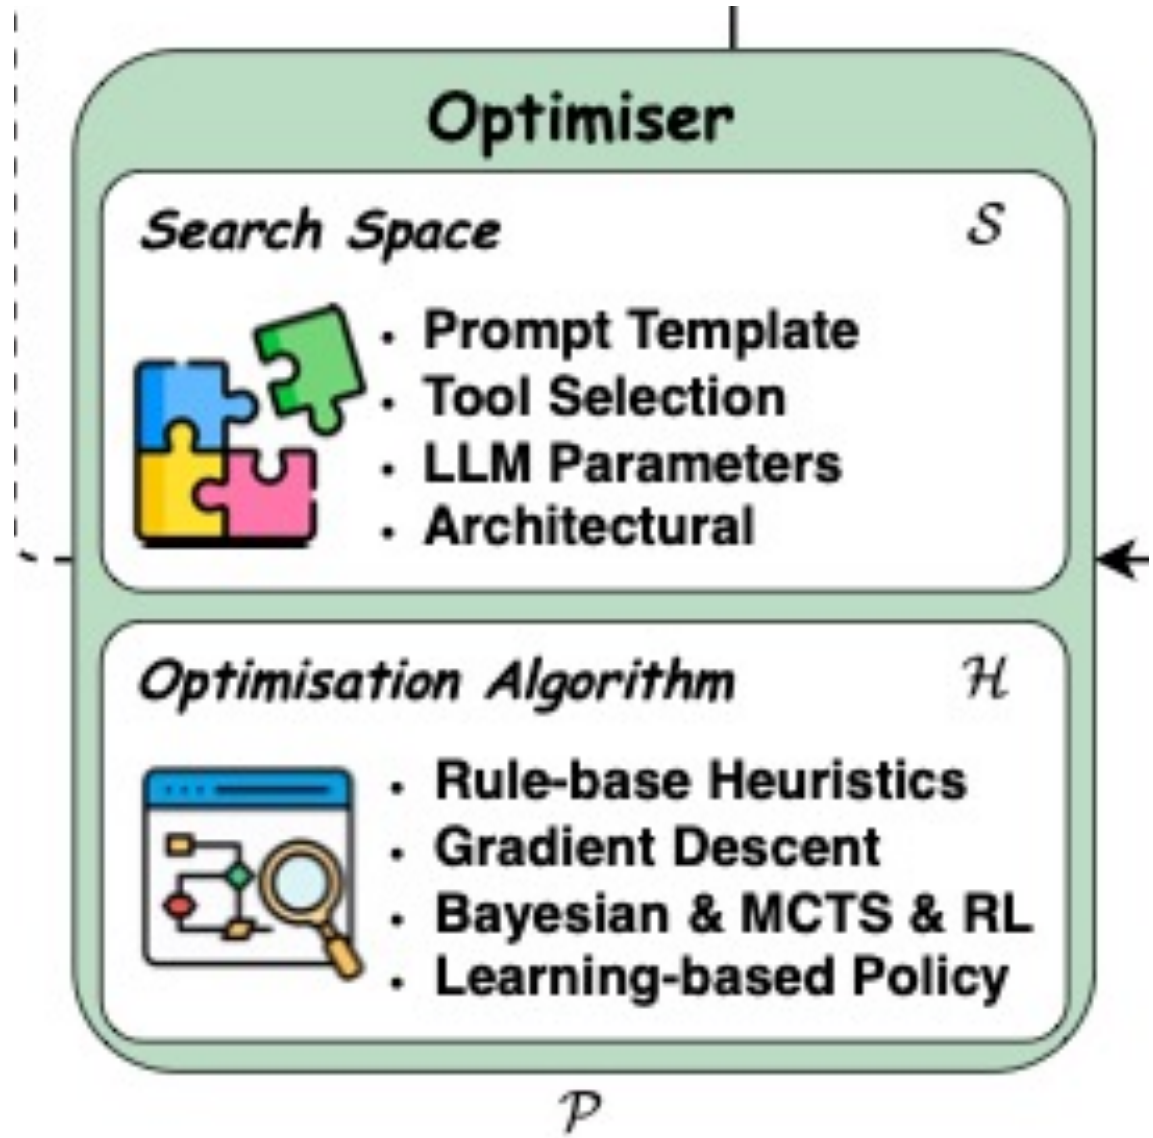 Optimiser
Search Space 𝒮
· Prompt Template
· Tool Selection
· LLM Parameters
· Architectural
Optimisation Algorithm ℋ
· Rule-base Heuristics
· Gradient Descent
· Bayesian & MCTS & RL
· Learning-based Policy
𝒫